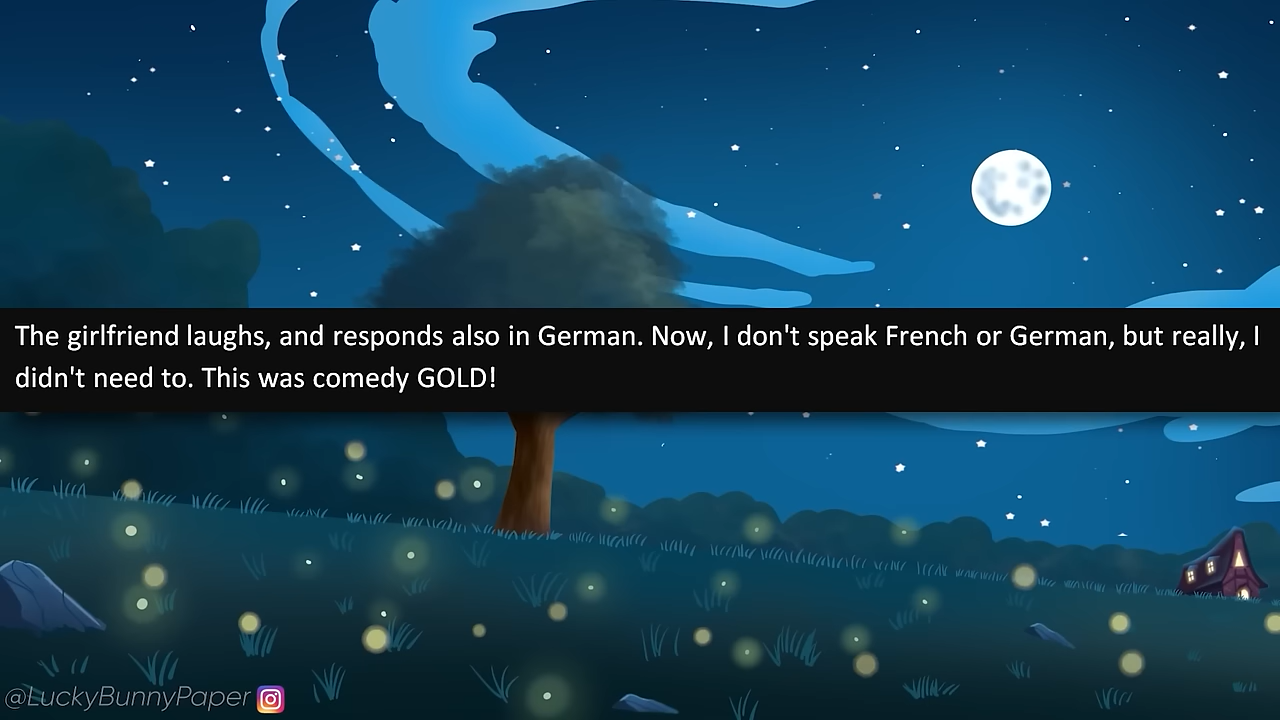 The girlfriend laughs, and responds also in German. Now, I don't speak French or German, but really, I
didn't need to. This was comedy GOLD!
@LuckyBunnyPaper